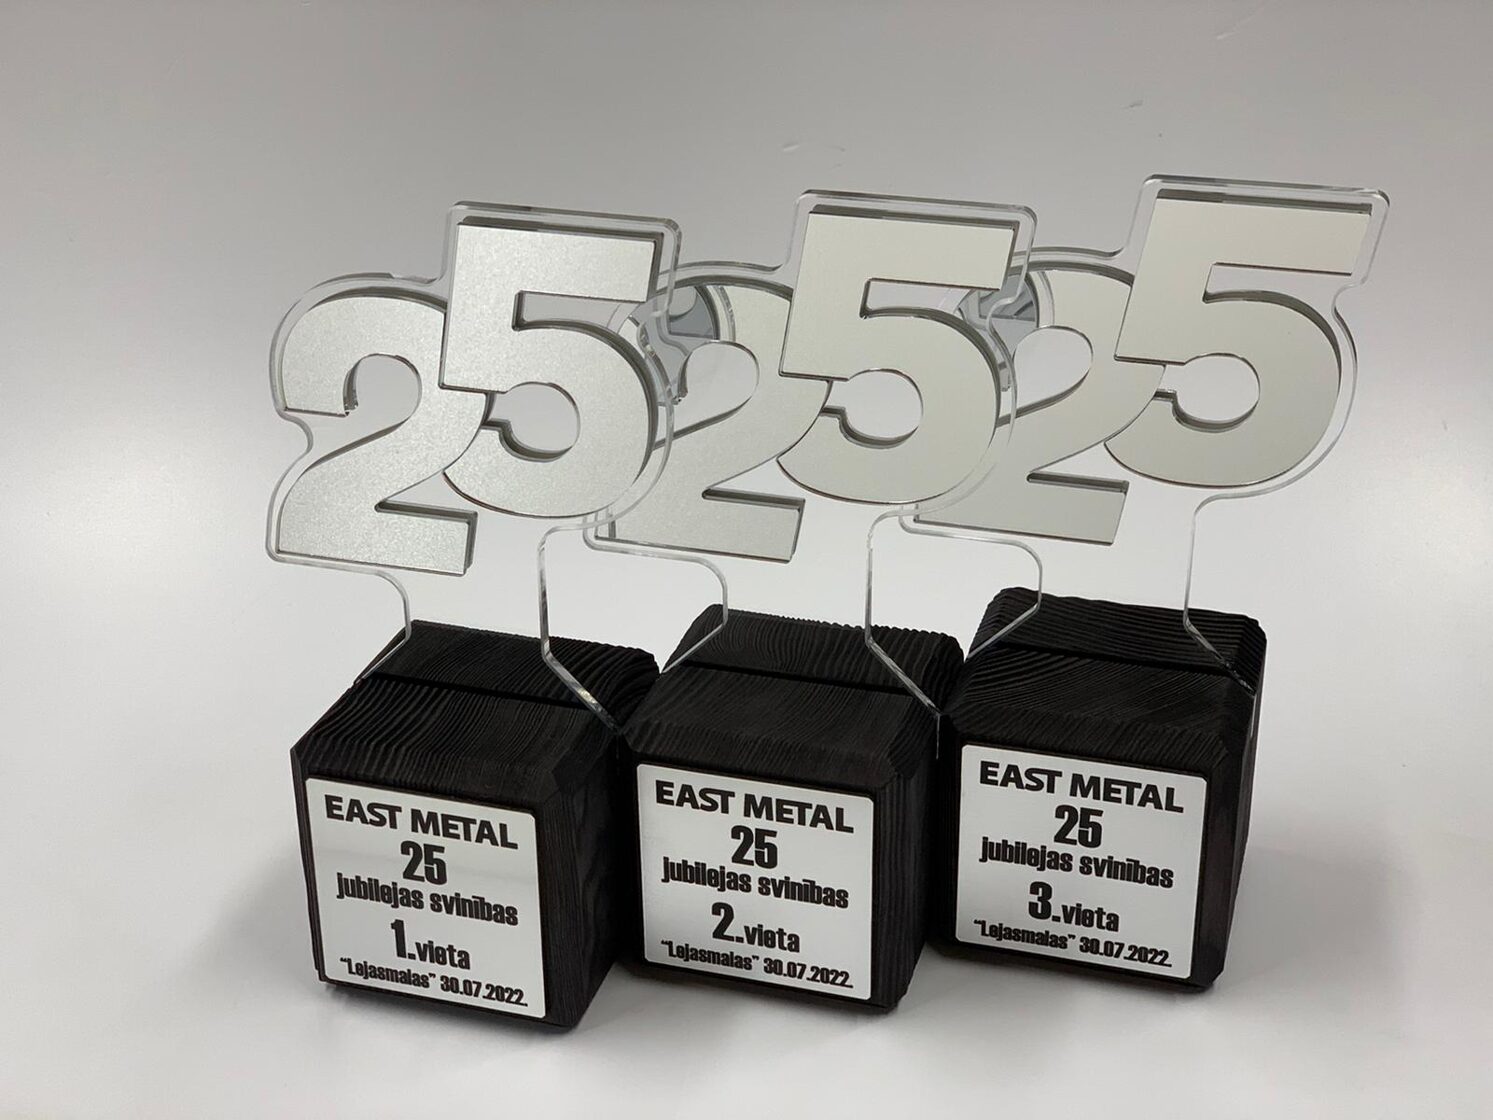 25
25
25
EAST METAL
25
jubilejas svinības
1.vieta
"Lejasmalas" 30.07.2022.
EAST METAL
25
jubilejas svinības
2.vieta
"Lejasmalas" 30.07.2022.
EAST METAL
25
jubilejas svinības
3.vieta
"Lejasmalas" 30.07.2022.